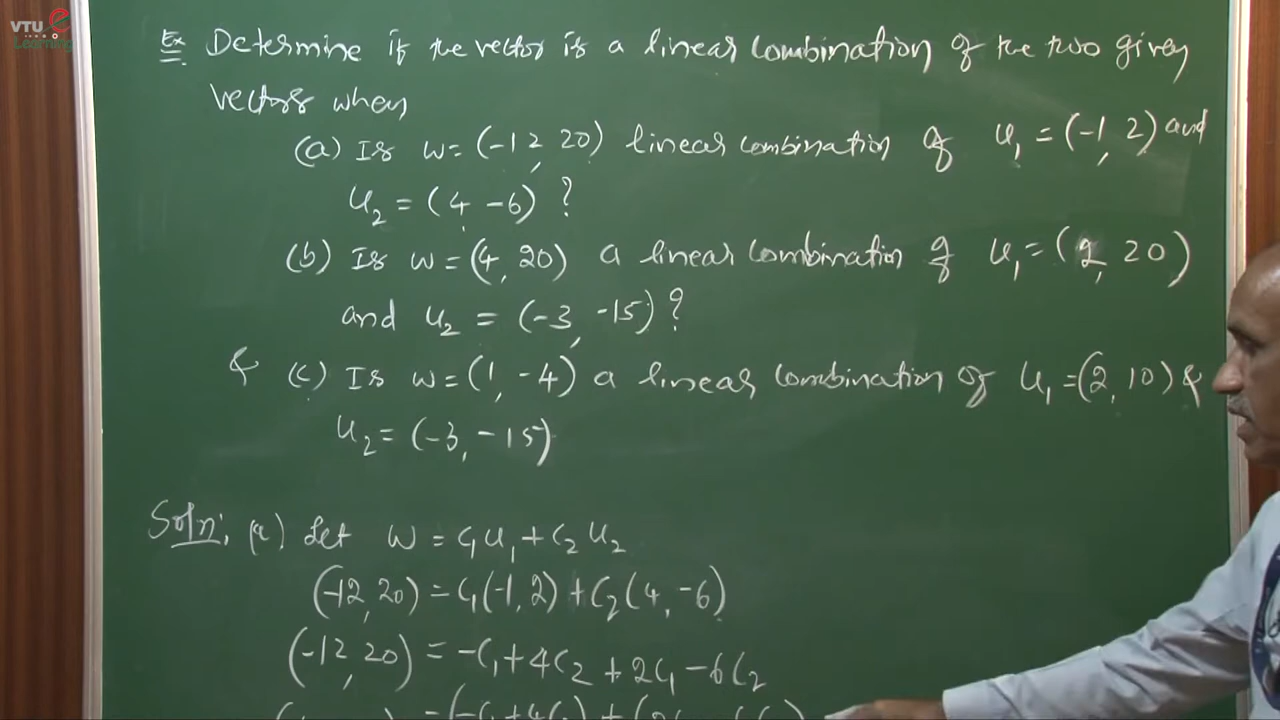 VTU e
Learning
Ex Determine if the vector is a linear combination of the two given
vectors when
(a) Is w = (-12, 20) linear combination of u₁ = (-1, 2) and
u₂ = (4, -6) ?
(b) Is w = (4, 20) a linear combination of u₁ = (2, 20)
and u₂ = (-3, -15) ?
& (c) Is w = (1, -4) a linear combination of u₁ = (2, 10) &
u₂ = (-3, -15)
Soln: (a) Let w = c₁u₁ + c₂u₂
(-12, 20) = c₁(-1, 2) + c₂(4, -6)
(-12, 20) = -c₁ + 4c₂ + 2c₁ - 6c₂